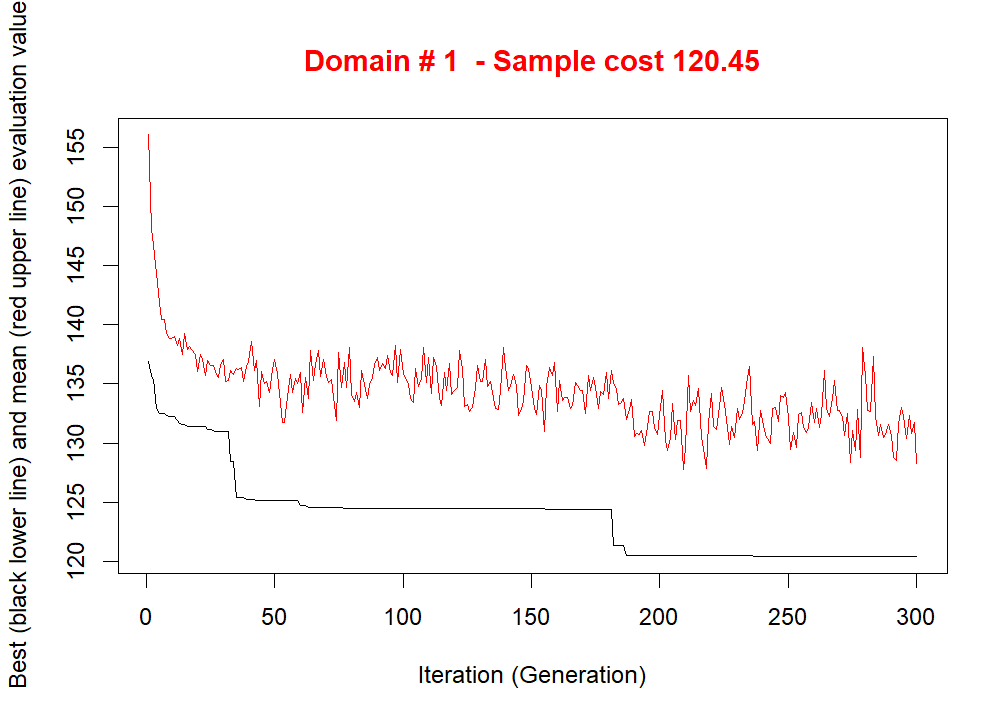 Domain # 1  - Sample cost 120.45
Best (black lower line) and mean (red upper line) evaluation value
155
150
145
140
135
130
125
120
0 50 100 150 200 250 300
Iteration (Generation)